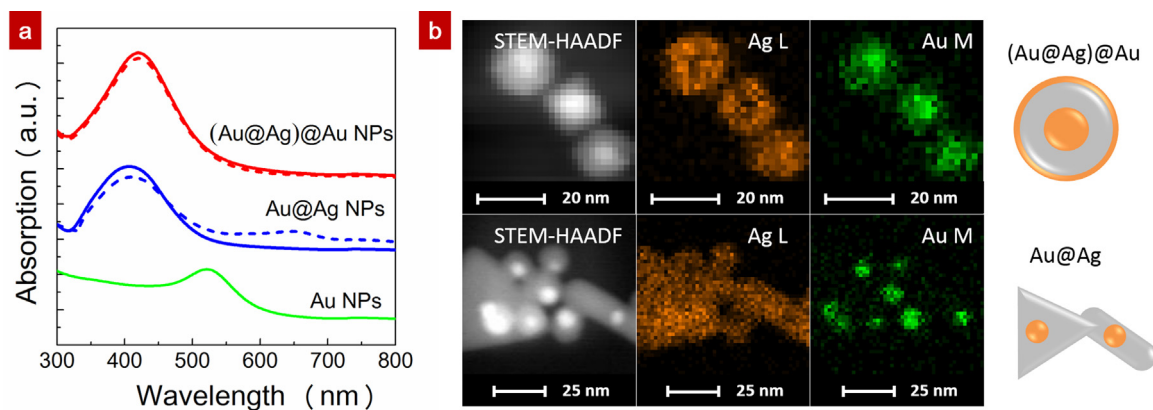 a
Absorption (a.u.)
(Au@Ag)@Au NPs
Au@Ag NPs
Au NPs
300 400 500 600 700 800
Wavelength (nm)
b
STEM-HAADF Ag L Au M
20 nm 20 nm 20 nm
(Au@Ag)@Au
STEM-HAADF Ag L Au M
25 nm 25 nm 25 nm
Au@Ag